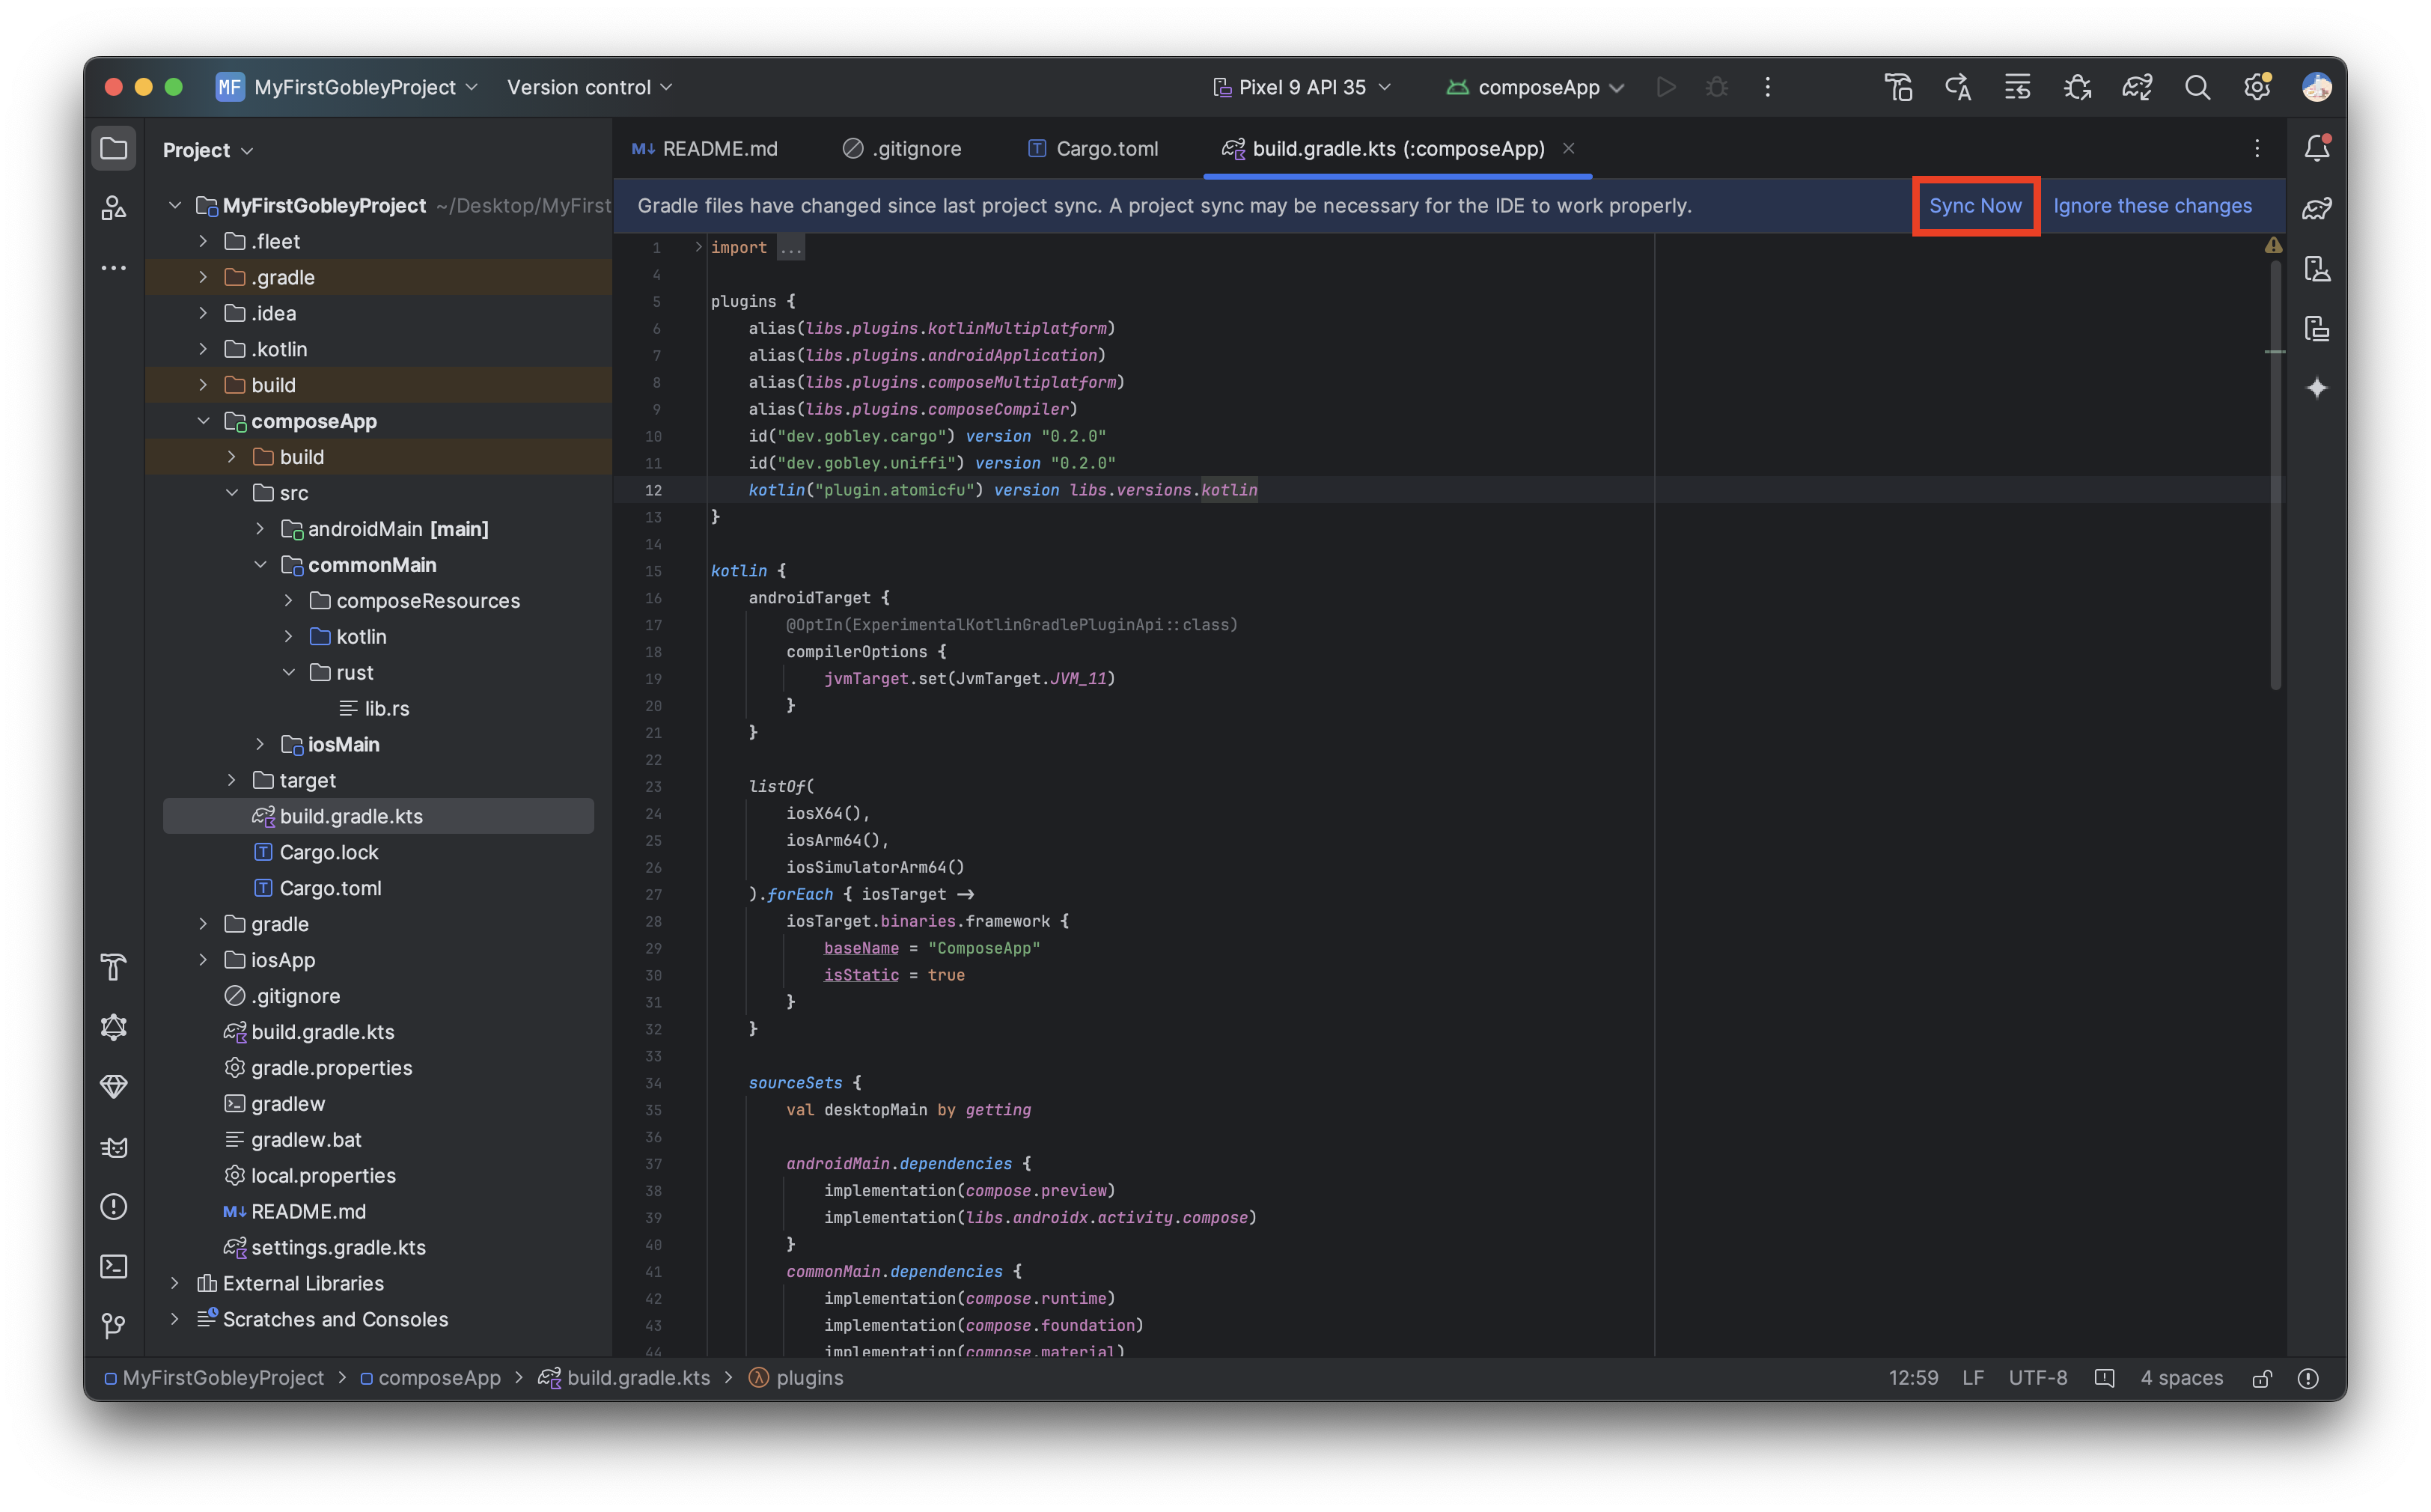 MF MyFirstGobleyProject Version control Pixel 9 API 35 composeApp
Project
MyFirstGobleyProject ~/Desktop/MyFirst
.fleet
.gradle
.idea
.kotlin
build
composeApp
build
src
androidMain [main]
commonMain
composeResources
kotlin
rust
lib.rs
iosMain
target
build.gradle.kts
Cargo.lock
Cargo.toml
gradle
iosApp
.gitignore
build.gradle.kts
gradle.properties
gradlew
gradlew.bat
local.properties
M↓ README.md
settings.gradle.kts
External Libraries
Scratches and Consoles
M↓ README.md .gitignore T Cargo.toml build.gradle.kts (:composeApp)
Gradle files have changed since last project sync. A project sync may be necessary for the IDE to work properly. Sync Now Ignore these changes
1 import ...
4
5 plugins {
6 alias(libs.plugins.kotlinMultiplatform)
7 alias(libs.plugins.androidApplication)
8 alias(libs.plugins.composeMultiplatform)
9 alias(libs.plugins.composeCompiler)
10 id("dev.gobley.cargo") version "0.2.0"
11 id("dev.gobley.uniffi") version "0.2.0"
12 kotlin("plugin.atomicfu") version libs.versions.kotlin
13 }
14
15 kotlin {
16 androidTarget {
17 @OptIn(ExperimentalKotlinGradlePluginApi::class)
18 compilerOptions {
19 jvmTarget.set(JvmTarget.JVM_11)
20 }
21 }
22
23 listOf(
24 iosX64(),
25 iosArm64(),
26 iosSimulatorArm64()
27 ).forEach { iosTarget ->
28 iosTarget.binaries.framework {
29 baseName = "ComposeApp"
30 isStatic = true
31 }
32 }
33
34 sourceSets {
35 val desktopMain by getting
36
37 androidMain.dependencies {
38 implementation(compose.preview)
39 implementation(libs.androidx.activity.compose)
40 }
41 commonMain.dependencies {
42 implementation(compose.runtime)
43 implementation(compose.foundation)
44 implementation(compose.material)
MyFirstGobleyProject > composeApp > build.gradle.kts > plugins 12:59 LF UTF-8 4 spaces